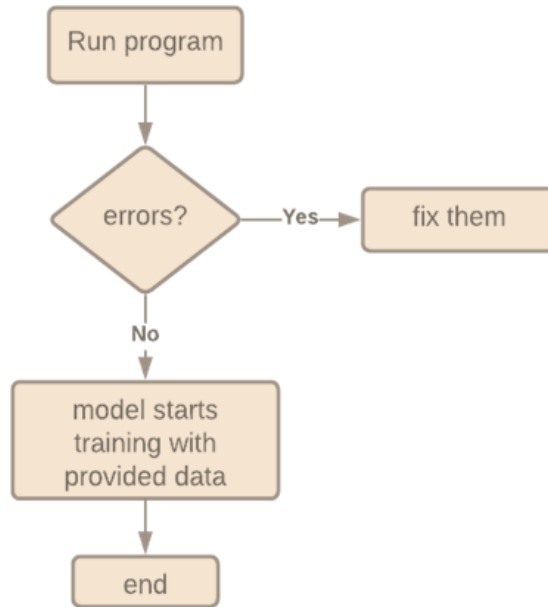 Run program
errors?
Yes
fix them
No
model starts
training with
provided data
end